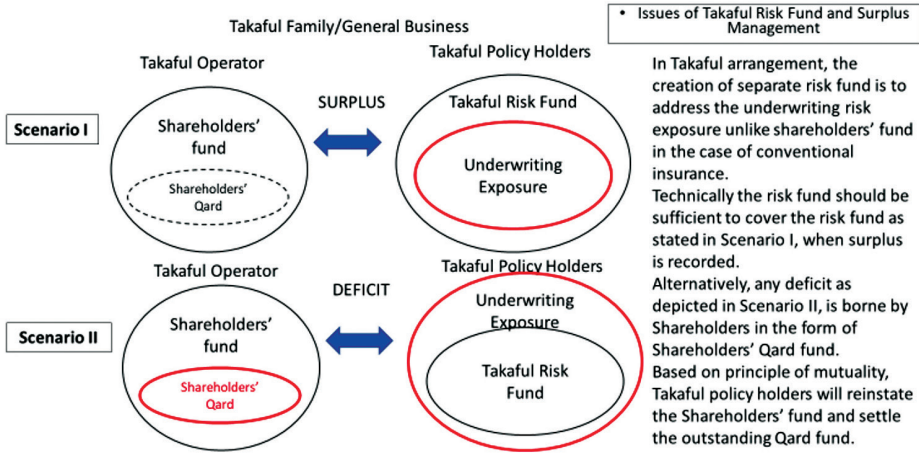 Takaful Family/General Business
• Issues of Takaful Risk Fund and Surplus
Management
Takaful Operator
Takaful Policy Holders
Scenario I
Shareholders'
fund
Shareholders'
Qard
SURPLUS
Takaful Risk Fund
Underwriting
Exposure
Takaful Operator
Takaful Policy Holders
Scenario II
Shareholders'
fund
Shareholders'
Qard
DEFICIT
Underwriting
Exposure
Takaful Risk
Fund
In Takaful arrangement, the
creation of separate risk fund is to
address the underwriting risk
exposure unlike shareholders' fund
in the case of conventional
insurance.
Technically the risk fund should be
sufficient to cover the risk fund as
stated in Scenario I, when surplus
is recorded.
Alternatively, any deficit as
depicted in Scenario II, is borne by
Shareholders in the form of
Shareholders' Qard fund.
Based on principle of mutuality,
Takaful policy holders will reinstate
the Shareholders' fund and settle
the outstanding Qard fund.